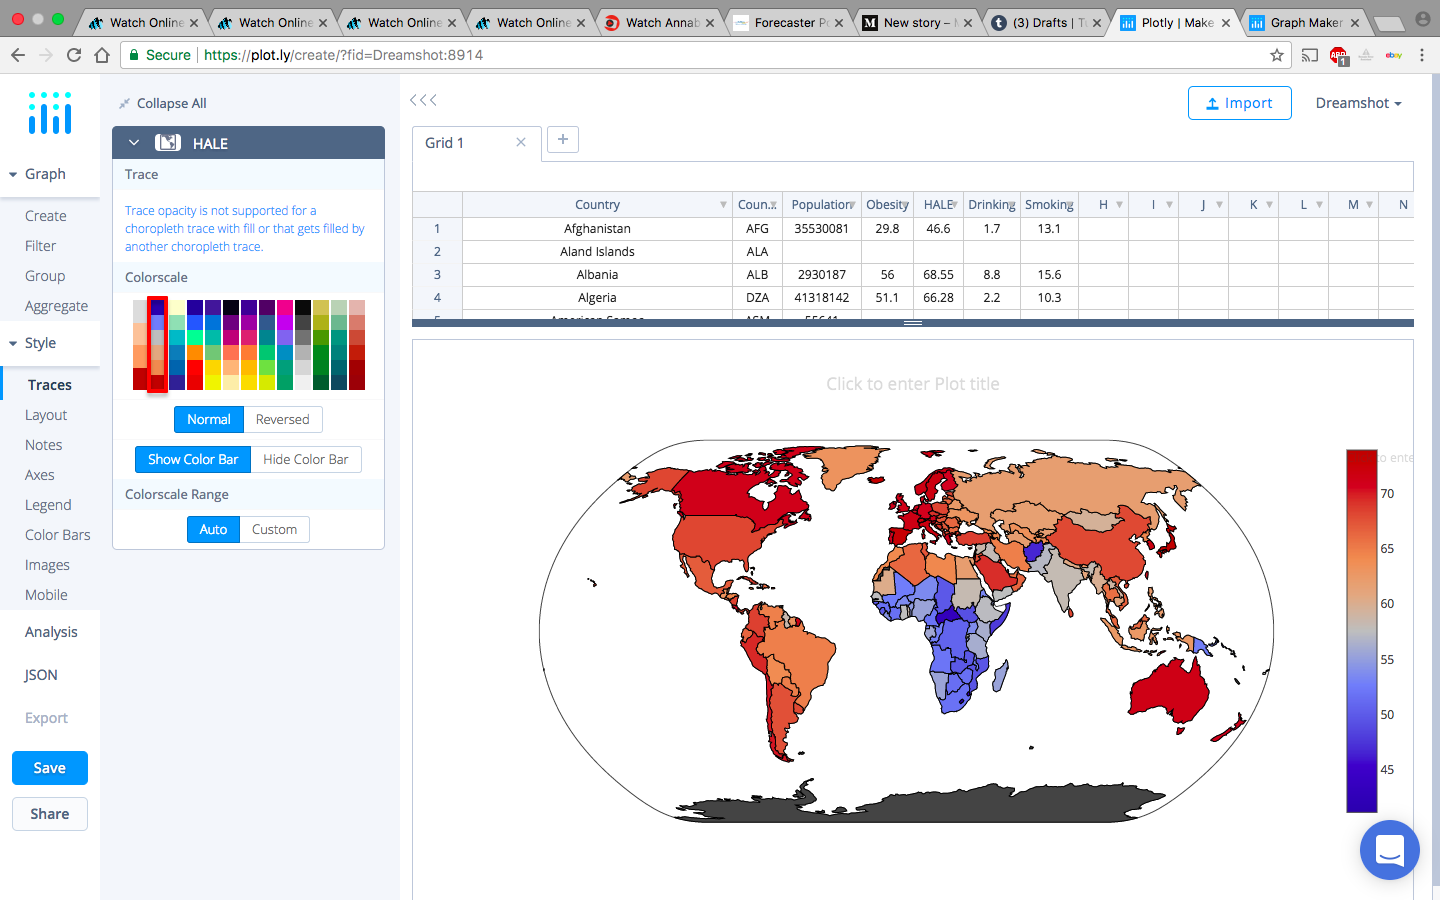 Watch Online
Watch Online
Watch Online
Watch Online
Watch Annab
Forecaster Po
New story –
(3) Drafts | Tu
Plotly | Make
Graph Maker
Secure https://plot.ly/create/?fid=Dreamshot:8914
ABP
1
ebay
Collapse All
Import
Dreamshot
HALE
Grid 1
Graph
Trace
Trace opacity is not supported for a
choropleth trace with fill or that gets filled by
another choropleth trace.
Create
Filter
Group
Aggregate
Colorscale
Country Coun... Population Obesity HALE Drinking Smoking H I J K L M N
1 Afghanistan AFG 35530081 29.8 46.6 1.7 13.1
2 Aland Islands ALA
3 Albania ALB 2930187 56 68.55 8.8 15.6
4 Algeria DZA 41318142 51.1 66.28 2.2 10.3
Style
Traces
Layout
Notes
Axes
Legend
Color Bars
Images
Mobile
Normal Reversed
Show Color Bar Hide Color Bar
Colorscale Range
Auto Custom
Click to enter Plot title
o ente
70
65
60
55
50
45
Analysis
JSON
Export
Save
Share